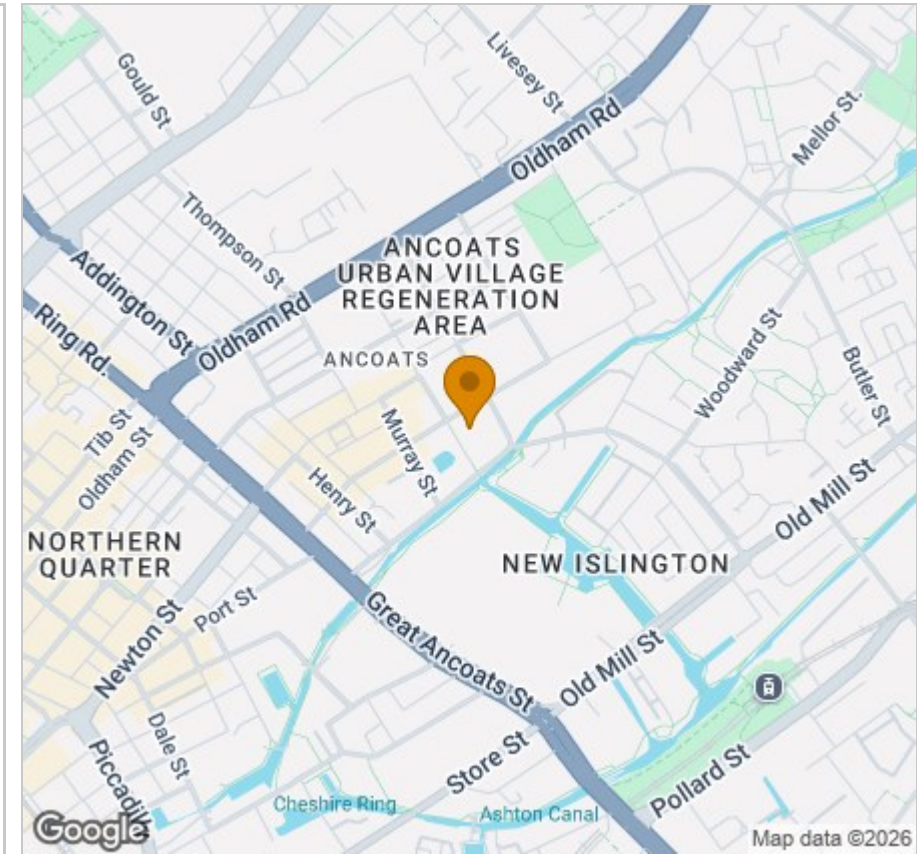 Gould St
Livesey St
Mellor St.
Oldham Rd
Thompson St
ANCOATS
URBAN VILLAGE
REGENERATION
AREA
Addington St
Oldham Rd
Ring Rd.
ANCOATS
Woodward St
Butler St
Tib St
Oldham St
Murray St
Henry St
Old Mill St
NORTHERN
QUARTER
NEW ISLINGTON
Port St
Newton St
Great Ancoats St
Old Mill St
Dale St
Piccadilly
Store St
Pollard St
Cheshire Ring
Ashton Canal
Google
Map data ©2026